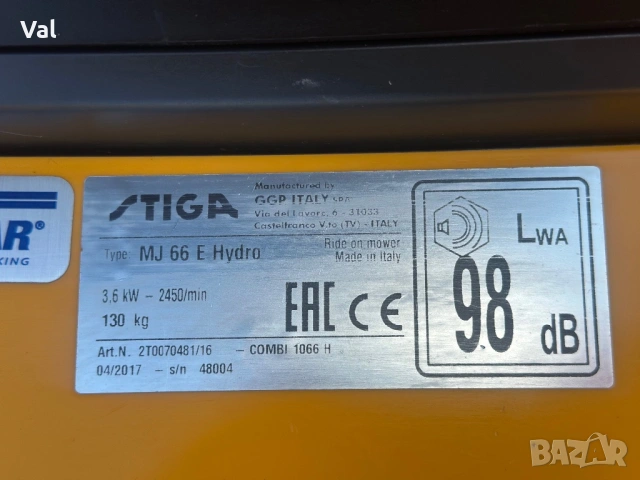 Val
AR
KING
STIGA
Manufactured by
GGP ITALY SPA
Via del Lavoro, 6 - 31033
Castelfranco V.to (TV) - ITALY
Type MJ 66 E Hydro
Ride on mower
Made in Italy
3.6 kW - 2450/min
130 kg
EAC CE
Art.N. 2T0070481/16 - COMBI 1066 H
04/2017 - s/n 48004
LWA
98 dB
BAZAR